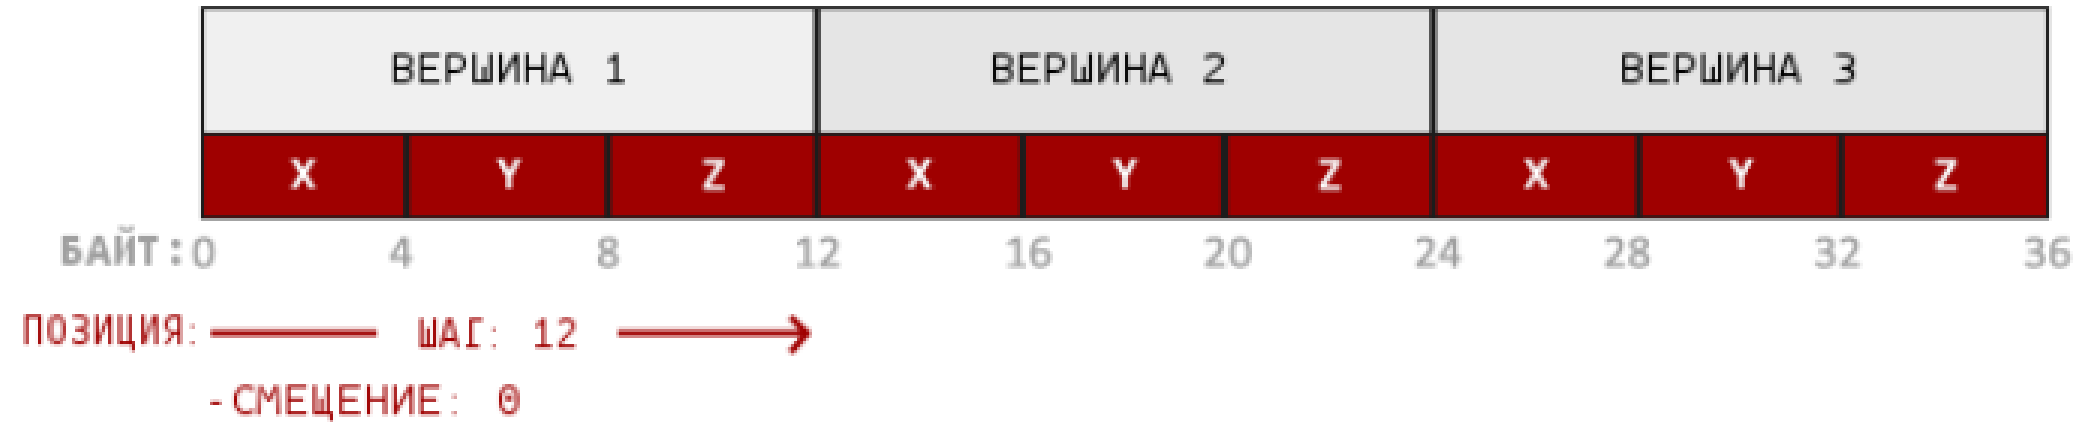 ВЕРШИНА 1 ВЕРШИНА 2 ВЕРШИНА 3
X Y Z X Y Z X Y Z
БАЙТ: 0 4 8 12 16 20 24 28 32 36
ПОЗИЦИЯ: ШАГ: 12
-СМЕЩЕНИЕ: 0